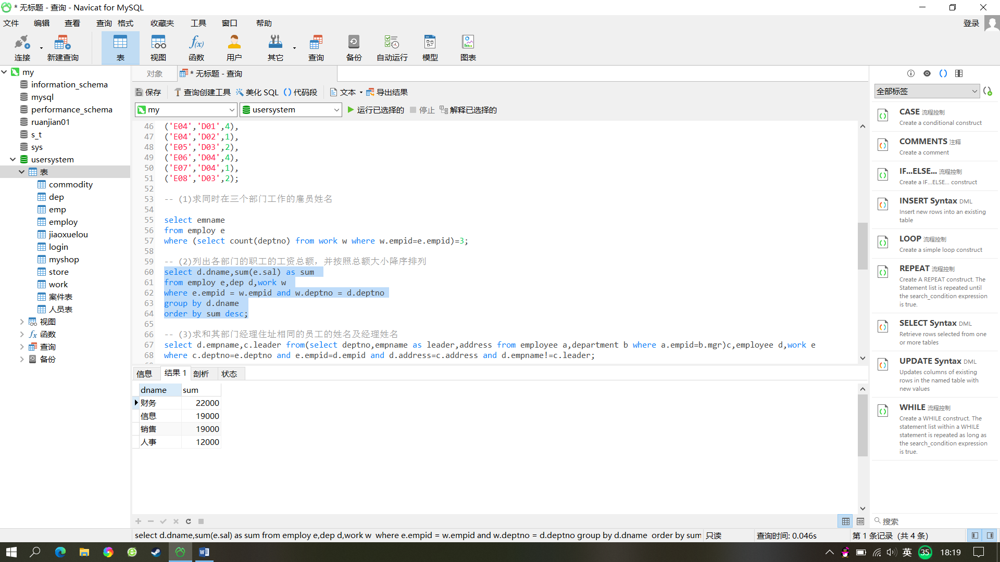 * 无标题 - 查询 - Navicat for MySQL
文件 编辑 查看 查询 格式 收藏夹 工具 窗口 帮助 登录
连接 新建查询 表 视图 函数 用户 其它 查询 备份 自动运行 模型 图表
my
information_schema
mysql
performance_schema
ruanjian01
s_t
sys
usersystem
表
commodity
dep
emp
employ
jiaoxuelou
login
myshop
store
work
案件表
人员表
视图
函数
查询
备份
对象 * 无标题 - 查询
保存 查询创建工具 美化 SQL 代码段 文本 导出结果
my usersystem 运行已选择的 停止 解释已选择的
46 ('E04','D01',4),
47 ('E04','D02',1),
48 ('E05','D03',2),
49 ('E06','D04',4),
50 ('E07','D04',1),
51 ('E08','D03',2);
52
53 -- (1)求同时在三个部门工作的雇员姓名
54
55 select emname
56 from employ e
57 where (select count(deptno) from work w where w.empid=e.empid)=3;
58
59 -- (2)列出各部门的职工的工资总额，并按照总额大小降序排列
60 select d.dname,sum(e.sal) as sum
61 from employ e,dep d,work w
62 where e.empid = w.empid and w.deptno = d.deptno
63 group by d.dname
64 order by sum desc;
65
66 -- (3)求和其部门经理住址相同的员工的姓名及经理姓名
67 select d.empname,c.leader from(select deptno,empname as leader,address from employee a,department b where a.empid=b.mgr)c,employee d,work e
68 where c.deptno=e.deptno and e.empid=d.empid and d.address=c.address and d.empname!=c.leader;
信息 结果 1 剖析 状态
dname sum
财务 22000
信息 19000
销售 19000
人事 12000
select d.dname,sum(e.sal) as sum from employ e,dep d,work w where e.empid = w.empid and w.deptno = d.deptno group by d.dname order by sum 只读 查询时间: 0.046s 第 1 条记录 (共 4 条)
全部标签
CASE 流程控制
Create a conditional construct
COMMENTS 注释
Create a comment
IF...ELSE... 流程控制
Create a IF...ELSE... construct
INSERT Syntax DML
Insert new rows into an existing
table
LOOP 流程控制
Create a simple loop construct
REPEAT 流程控制
Create A REPEAT construct. The
Statement list is repeated until
the search_condition expression
is true.
SELECT Syntax DML
Retrieve rows selected from one
or more tables
UPDATE Syntax DML
Updates columns of existing
rows in the named table with
new values
WHILE 流程控制
Create a WHILE construct. The
statement list within a WHILE
statement is repeated as long as
the search_condition expression
is true.
搜索
英 35 18:19